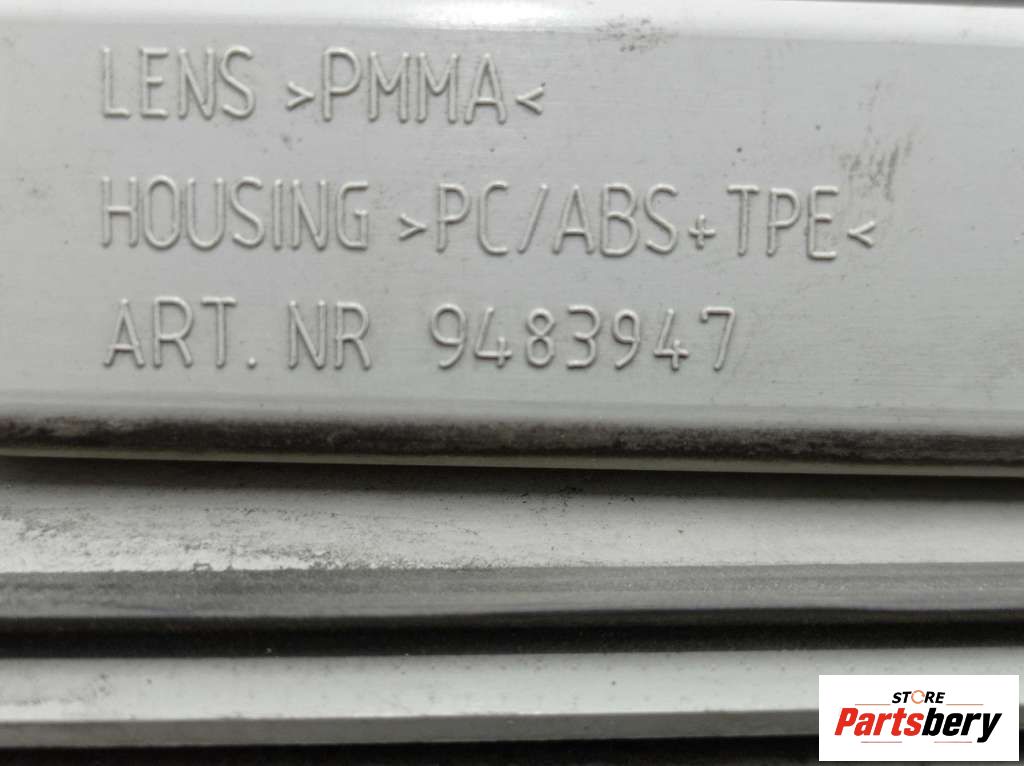 LENS >PMMA<
HOUSING >PC/ABS+TPE<
ART. NR 9483947
STORE
Partsbery